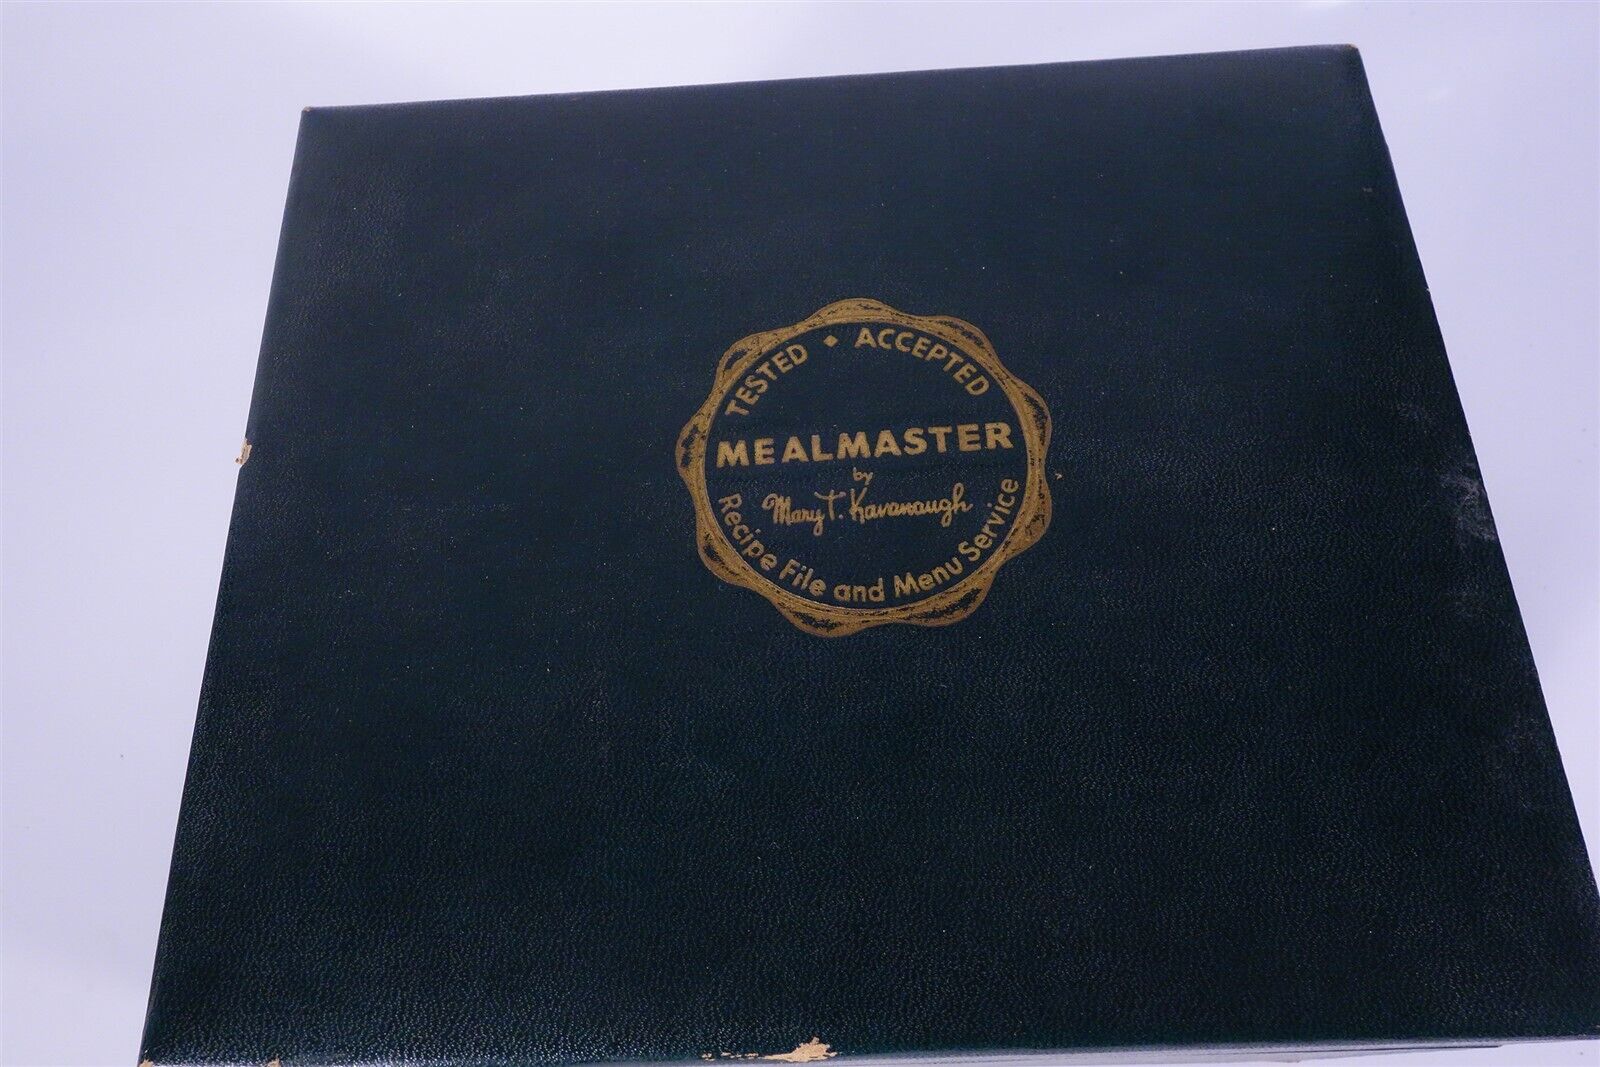 TESTED • ACCEPTED
MEALMASTER
by
Mary T. Kavanaugh
Recipe File and Menu Service